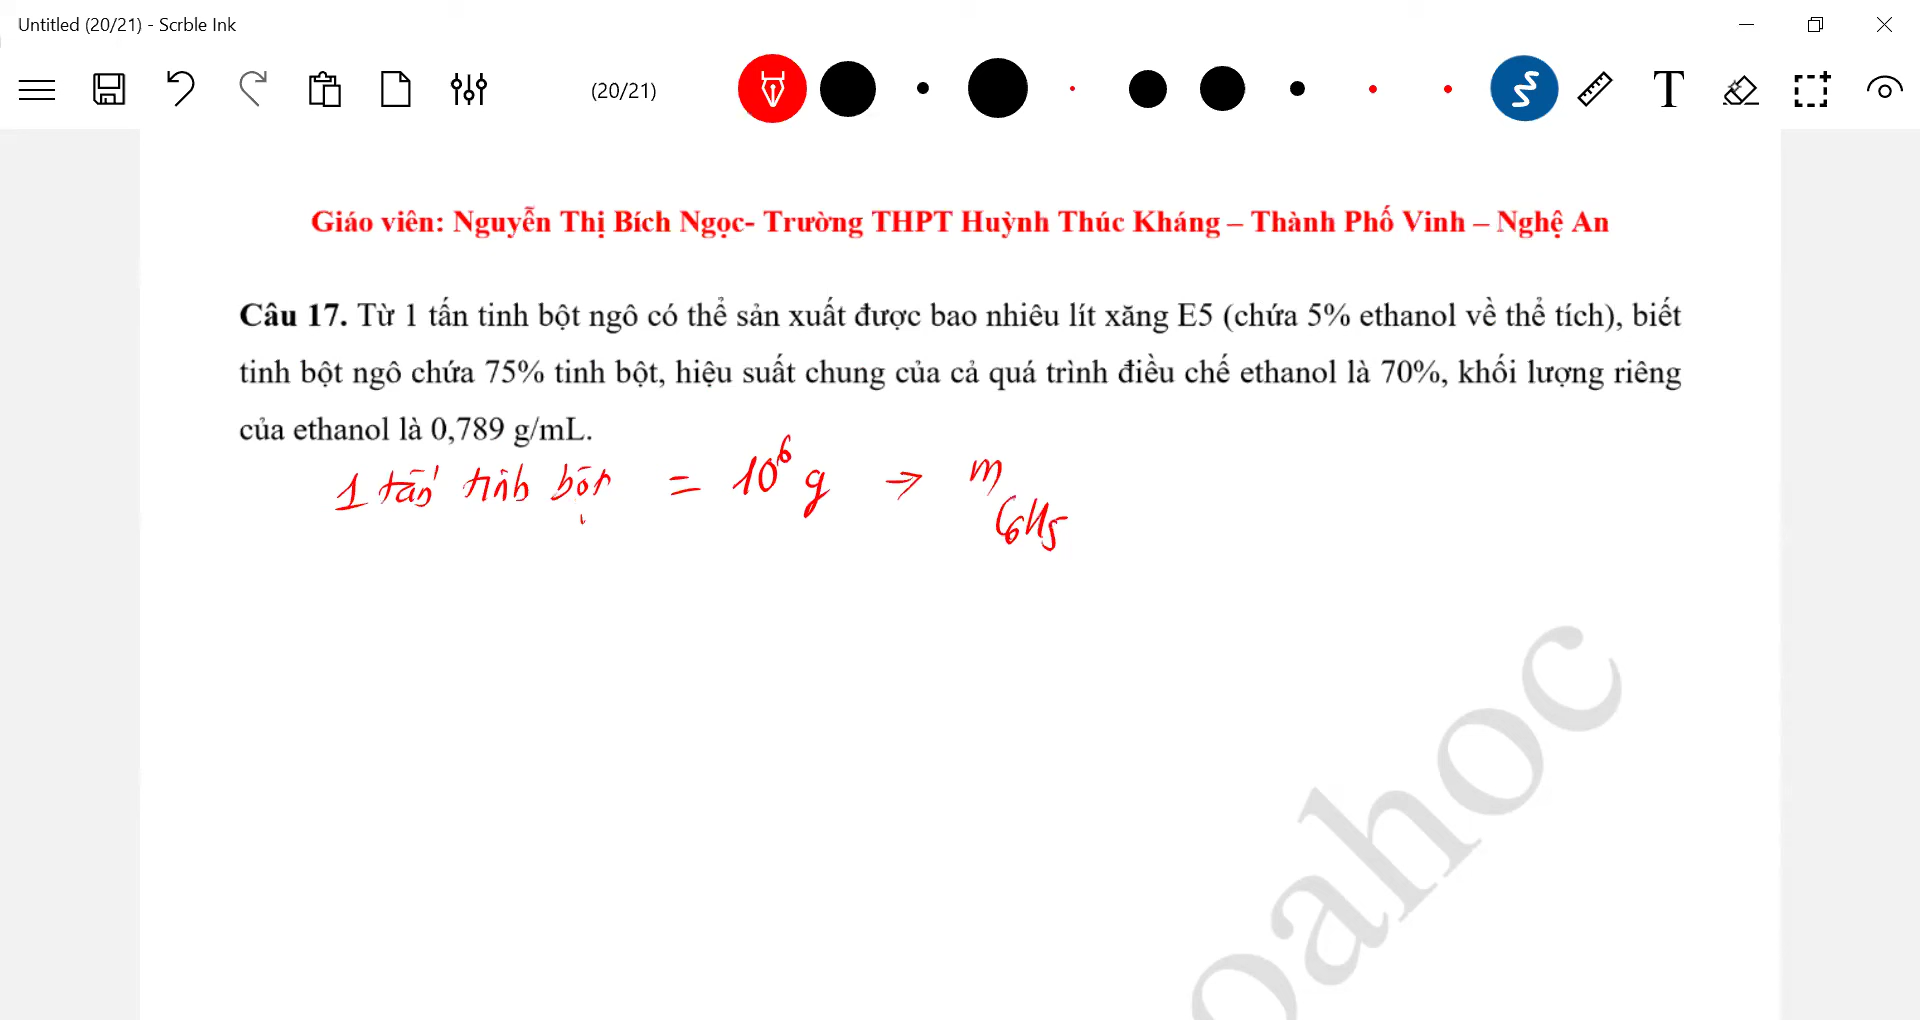 Untitled (20/21) - Scrble Ink
(20/21)
T
Giáo viên: Nguyễn Thị Bích Ngọc- Trường THPT Huỳnh Thúc Kháng – Thành Phố Vinh – Nghệ An
Câu 17. Từ 1 tấn tinh bột ngô có thể sản xuất được bao nhiêu lít xăng E5 (chứa 5% ethanol về thể tích), biết
tinh bột ngô chứa 75% tinh bột, hiệu suất chung của cả quá trình điều chế ethanol là 70%, khối lượng riêng
của ethanol là 0,789 g/mL.
1 tấn tinh bột = 10⁶ g → m
C6H5
oahoc